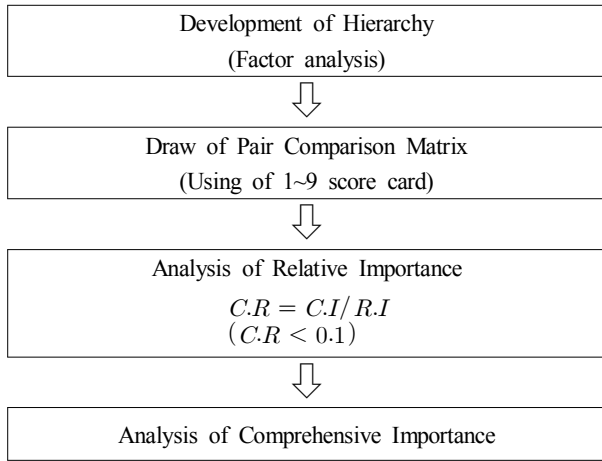 Development of Hierarchy
(Factor analysis)
Draw of Pair Comparison Matrix
(Using of 1~9 score card)
Analysis of Relative Importance
C.R = C.I/R.I
(C.R < 0.1)
Analysis of Comprehensive Importance